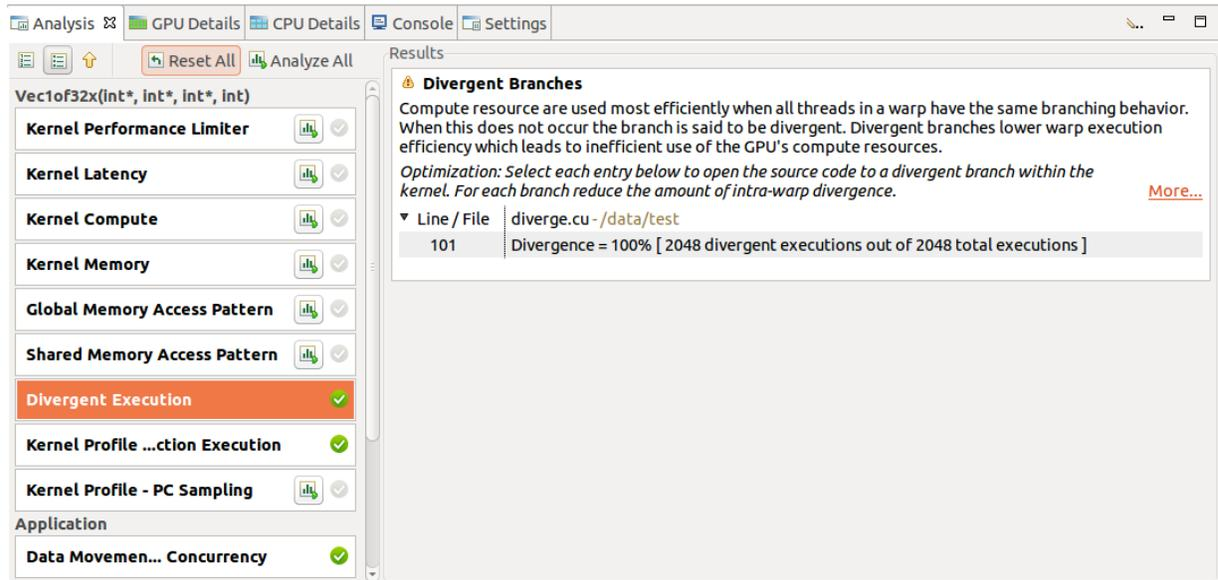 Analysis GPU Details CPU Details Console Settings
Reset All Analyze All
Vec1of32x(int*, int*, int*, int)
Kernel Performance Limiter
Kernel Latency
Kernel Compute
Kernel Memory
Global Memory Access Pattern
Shared Memory Access Pattern
Divergent Execution
Kernel Profile ...ction Execution
Kernel Profile - PC Sampling
Application
Data Movemen... Concurrency
Results
Divergent Branches
Compute resource are used most efficiently when all threads in a warp have the same branching behavior.
When this does not occur the branch is said to be divergent. Divergent branches lower warp execution
efficiency which leads to inefficient use of the GPU's compute resources.
Optimization: Select each entry below to open the source code to a divergent branch within the
kernel. For each branch reduce the amount of intra-warp divergence. More...
Line / File diverge.cu - /data/test
101 Divergence = 100% [ 2048 divergent executions out of 2048 total executions ]